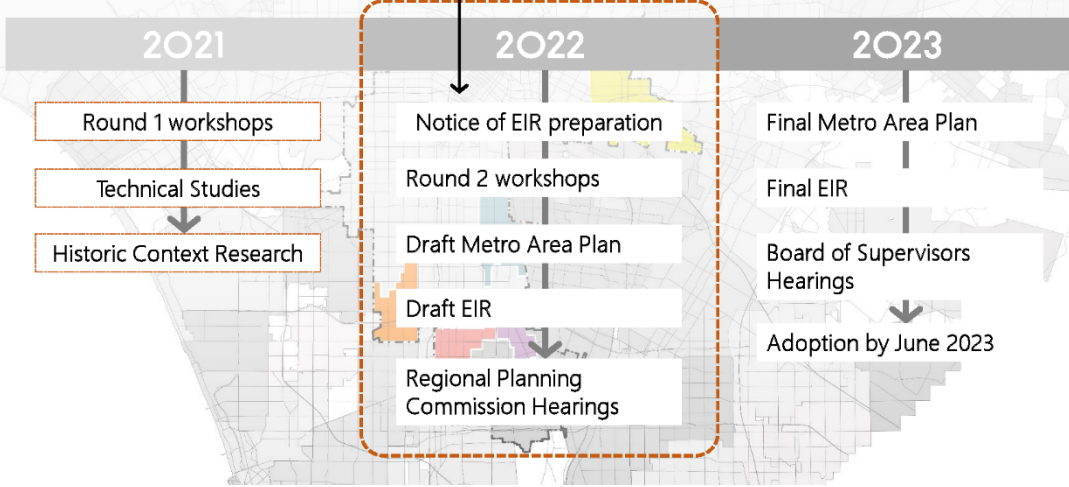 2021
2022
2023
Round 1 workshops
Technical Studies
Historic Context Research
Notice of EIR preparation
Round 2 workshops
Draft Metro Area Plan
Draft EIR
Regional Planning
Commission Hearings
Final Metro Area Plan
Final EIR
Board of Supervisors
Hearings
Adoption by June 2023